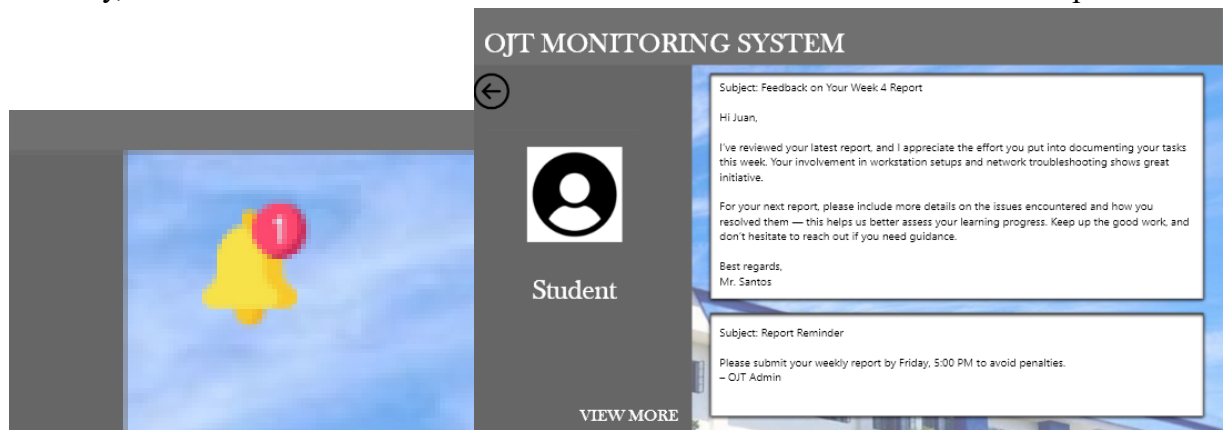 1
OJT MONITORING SYSTEM
Subject: Feedback on Your Week 4 Report
Hi Juan,
I've reviewed your latest report, and I appreciate the effort you put into documenting your tasks
this week. Your involvement in workstation setups and network troubleshooting shows great
initiative.
For your next report, please include more details on the issues encountered and how you
resolved them — this helps us better assess your learning progress. Keep up the good work, and
don't hesitate to reach out if you need guidance.
Best regards,
Mr. Santos
Student
Subject: Report Reminder
Please submit your weekly report by Friday, 5:00 PM to avoid penalties.
– OJT Admin
VIEW MORE